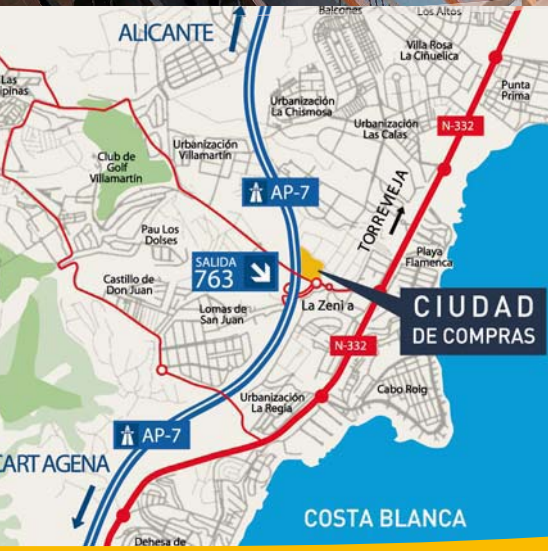 Balcones
Los Altos
ALICANTE
Villa Rosa
La Ciñuelica
Las
ipinas
Punta
Prima
Urbanización
La Chismosa
Urbanización
Las Calas
N-332
Urbanización
Villamartín
Club de
Golf
Villamartín
AP-7
TORREVIEJA
Pau Los
Dolses
Playa
Flamenca
SALIDA
763
Castillo de
Don Juan
Lomas de
San Juan
La Zeni a
CIUDAD
DE COMPRAS
N-332
Cabo Roig
Urbanización
La Regia
AP-7
CART AGENA
COSTA BLANCA
Dehesa de